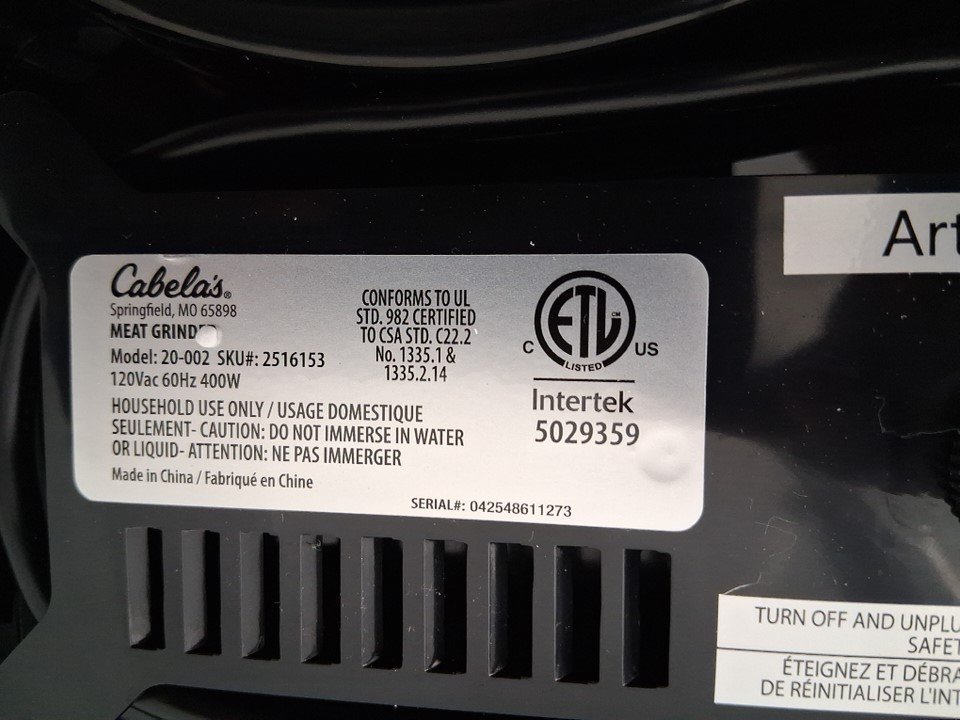 Cabela's®
Springfield, MO 65898
MEAT GRINDER
Model: 20-002 SKU#: 2516153
120Vac 60Hz 400W
HOUSEHOLD USE ONLY / USAGE DOMESTIQUE
SEULEMENT- CAUTION: DO NOT IMMERSE IN WATER
OR LIQUID- ATTENTION: NE PAS IMMERGER
Made in China / Fabriqué en Chine
CONFORMS TO UL
STD. 982 CERTIFIED
TO CSA STD. C22.2
No. 1335.1 &
1335.2.14
ETL CM
LISTED
C US
Intertek
5029359
SERIAL#: 042548611273
Art
TURN OFF AND UNPLU
SAFET
ÉTEIGNEZ ET DÉBRA
DE RÉINITIALISER L'INT